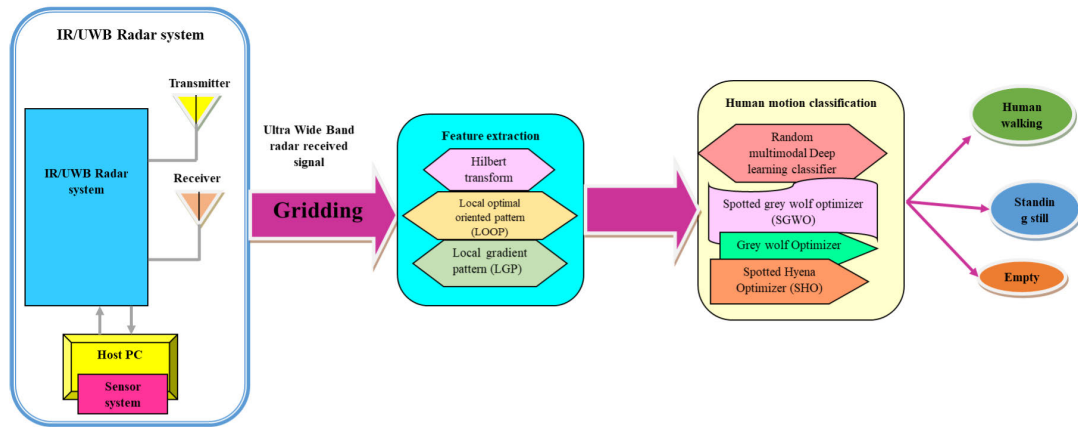 IR/UWB Radar system
Transmitter
IR/UWB Radar
system
Receiver
Host PC
Sensor
system
Ultra Wide Band
radar received
signal
Gridding
Feature extraction
Hilbert
transform
Local optimal
oriented pattern
(LOOP)
Local gradient
pattern (LGP)
Human motion classification
Random
multimodal Deep
learning classifier
Spotted grey wolf optimizer
(SGWO)
Grey wolf Optimizer
Spotted Hyena
Optimizer (SHO)
Human
walking
Standin
g still
Empty